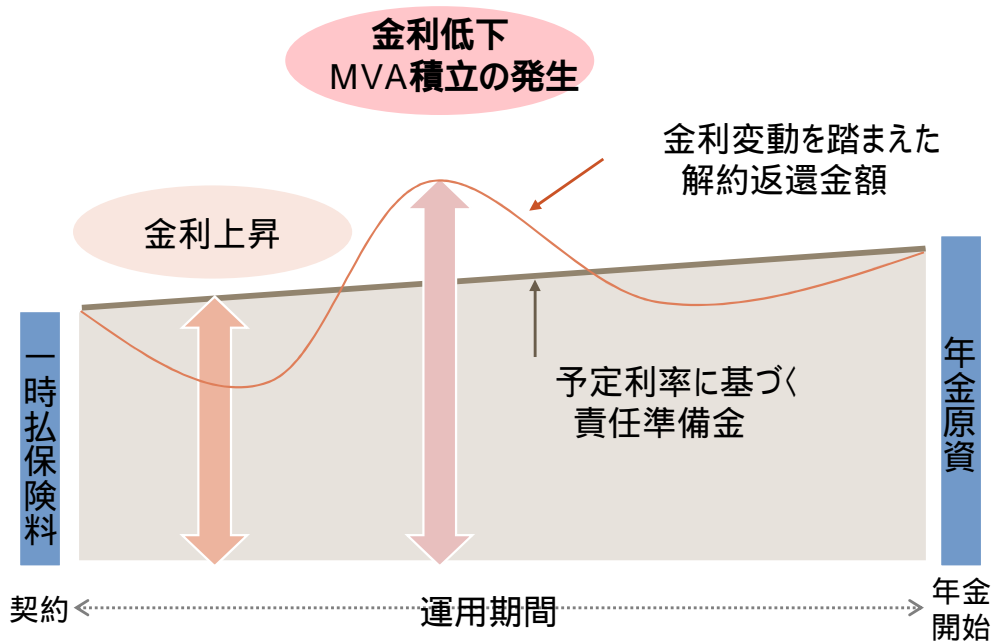 金利低下
MVA積立の発生
金利変動を踏まえた
解約返還金額
金利上昇
予定利率に基づく
責任準備金
一時払保険料
年金原資
契約
運用期間
年金
開始